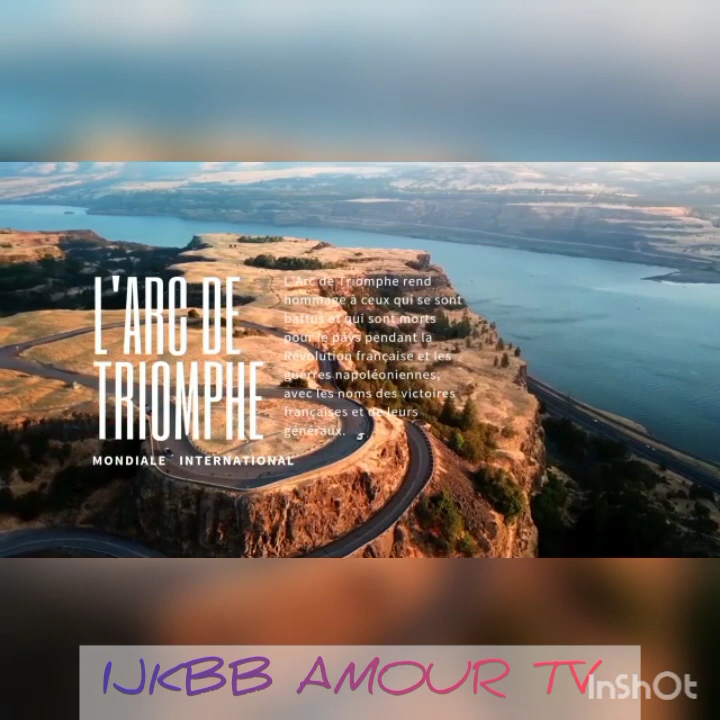 L'ARC DE
TRIOMPHE
MONDIALE INTERNATIONAL
L'Arc de Triomphe rend
hommage à ceux qui se sont
battus et qui sont morts
pour le pays pendant la
Révolution française et les
guerres napoléoniennes,
avec les noms des victoires
françaises et de leurs
généraux.
IJKBB AMOUR TV
InShOt